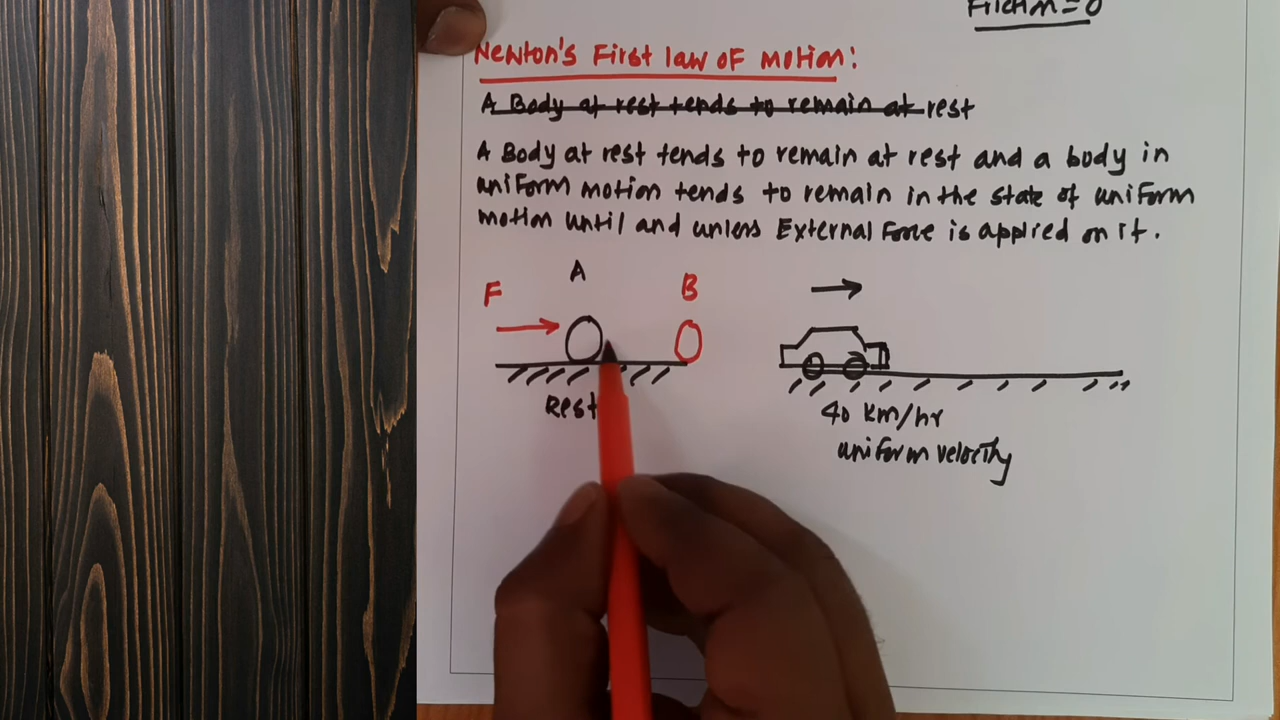 Newton's First law of motion:
A Body at rest tends to remain at rest
A Body at rest tends to remain at rest and a body in
uniform motion tends to remain in the state of uniform
motion until and unless External Force is applied on it.
A
F
B
Rest
40 km/hr
uniform velocity